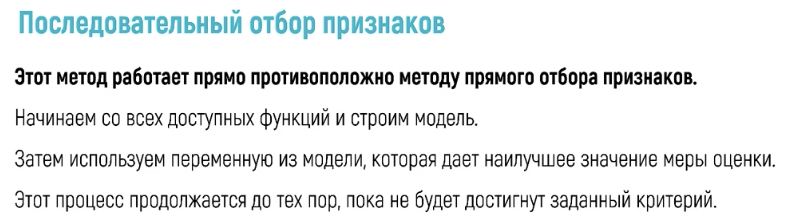 Последовательный отбор признаков
Этот метод работает прямо противоположно методу прямого отбора признаков.
Начинаем со всех доступных функций и строим модель.
Затем используем переменную из модели, которая дает наилучшее значение меры оценки.
Этот процесс продолжается до тех пор, пока не будет достигнут заданный критерий.